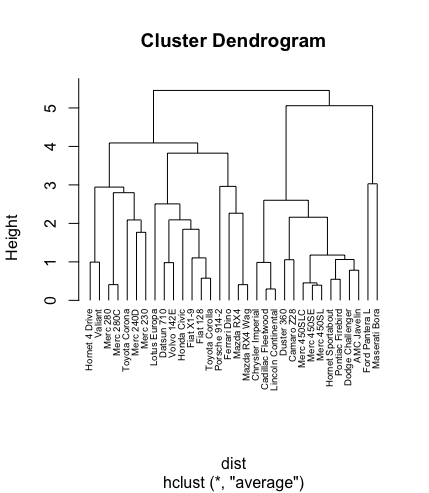 Cluster Dendrogram
Height
5
4
3
2
1
0
Hornet 4 Drive
Valiant
Merc 280
Merc 280C
Toyota Corona
Merc 240D
Merc 230
Lotus Europa
Datsun 710
Volvo 142E
Honda Civic
Fiat X1-9
Fiat 128
Toyota Corolla
Porsche 914-2
Ferrari Dino
Mazda RX4
Mazda RX4 Wag
Chrysler Imperial
Cadillac Fleetwood
Lincoln Continental
Duster 360
Camaro Z28
Merc 450SLC
Merc 450SE
Merc 450SL
Hornet Sportabout
Pontiac Firebird
Dodge Challenger
AMC Javelin
Ford Pantera L
Maserati Bora
dist
hclust (*, "average")